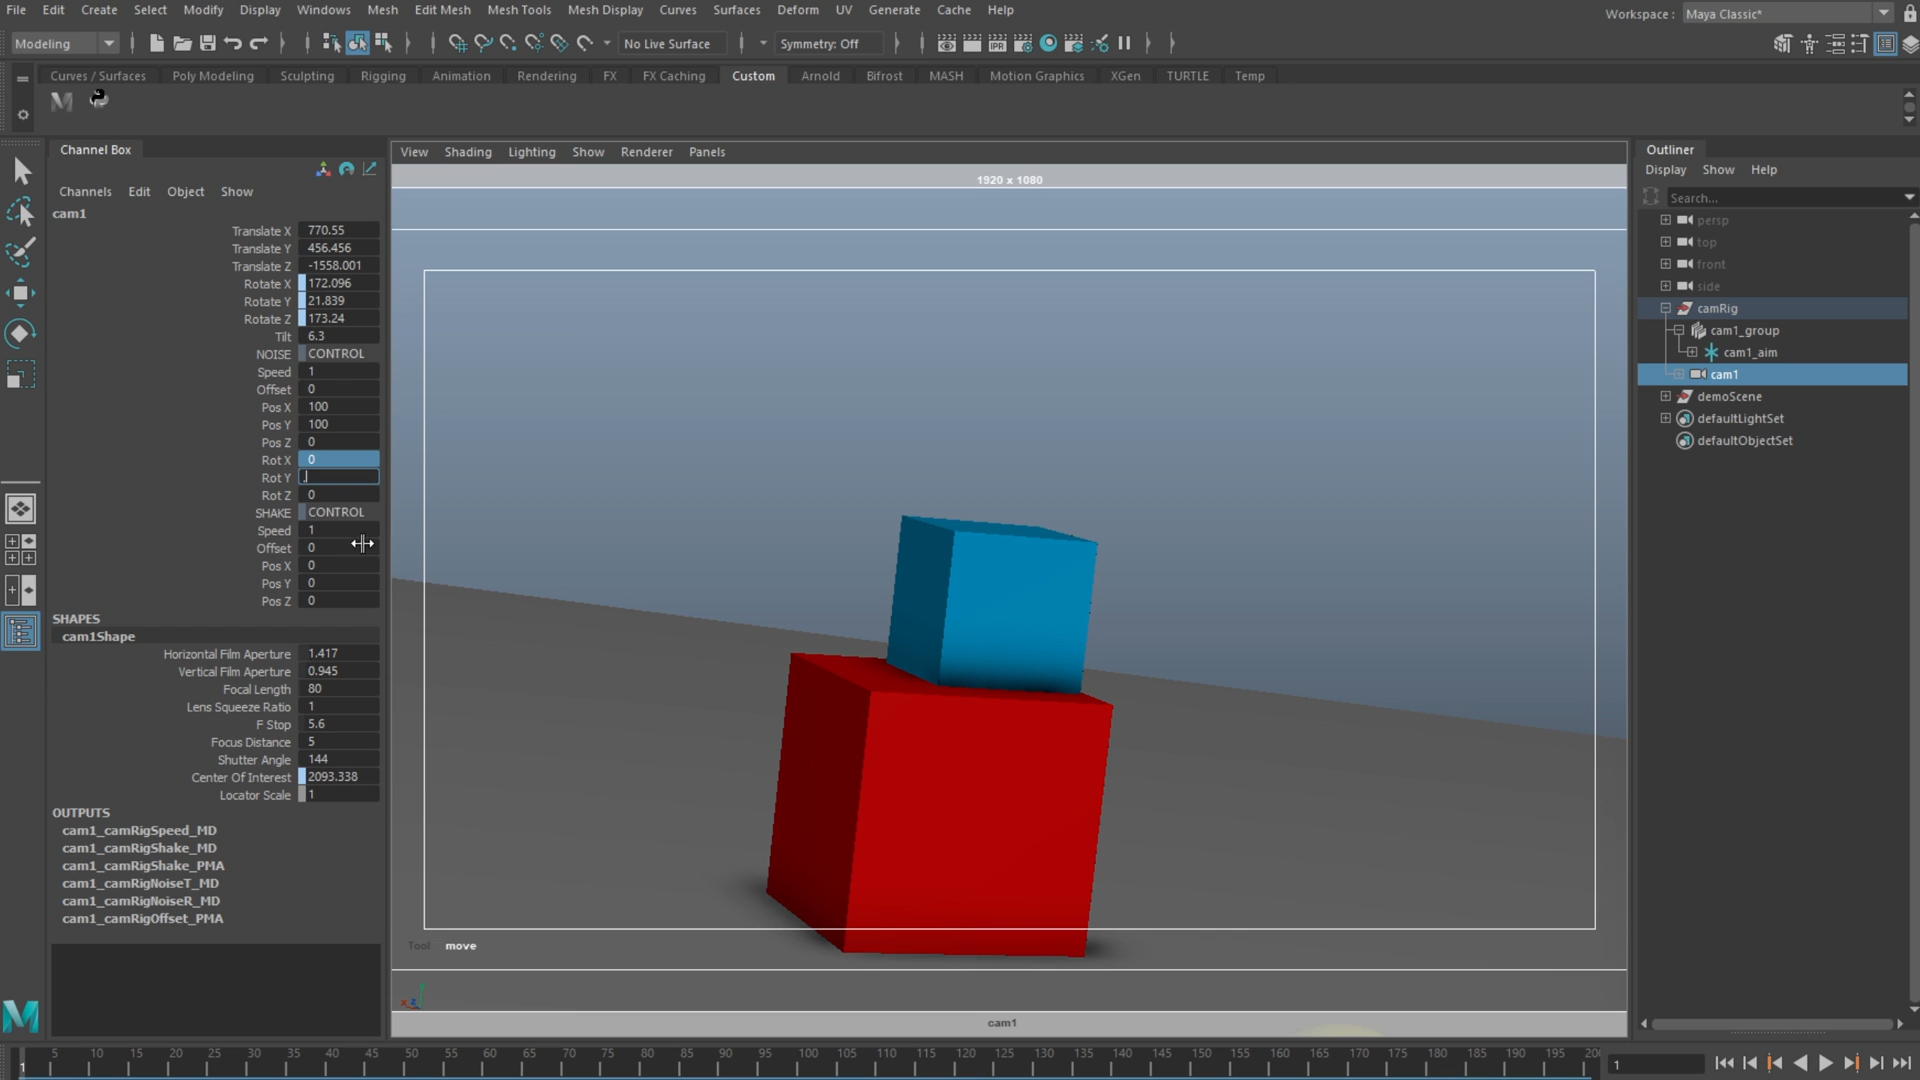 File Edit Create Select Modify Display Windows Mesh Edit Mesh Mesh Tools Mesh Display Curves Surfaces Deform UV Generate Cache Help
Workspace : Maya Classic*
Modeling No Live Surface Symmetry: Off
IPR
Curves / Surfaces Poly Modeling Sculpting Rigging Animation Rendering FX FX Caching Custom Arnold Bifrost MASH Motion Graphics XGen TURTLE Temp
Channel Box
Channels Edit Object Show
cam1
Translate X 770.55
Translate Y 456.456
Translate Z -1558.001
Rotate X 172.096
Rotate Y 21.839
Rotate Z 173.24
Tilt 6.3
NOISE CONTROL
Speed 1
Offset 0
Pos X 100
Pos Y 100
Pos Z 0
Rot X 0
Rot Y .
Rot Z 0
SHAKE CONTROL
Speed 1
Offset 0
Pos X 0
Pos Y 0
Pos Z 0
SHAPES
cam1Shape
Horizontal Film Aperture 1.417
Vertical Film Aperture 0.945
Focal Length 80
Lens Squeeze Ratio 1
F Stop 5.6
Focus Distance 5
Shutter Angle 144
Center Of Interest 2093.338
Locator Scale 1
OUTPUTS
cam1_camRigSpeed_MD
cam1_camRigShake_MD
cam1_camRigShake_PMA
cam1_camRigNoiseT_MD
cam1_camRigNoiseR_MD
cam1_camRigOffset_PMA
View Shading Lighting Show Renderer Panels
1920 x 1080
Tool move
cam1
Outliner
Display Show Help
Search...
persp
top
front
side
camRig
cam1_group
cam1_aim
cam1
demoScene
defaultLightSet
defaultObjectSet
1 5 10 15 20 25 30 35 40 45 50 55 60 65 70 75 80 85 90 95 100 105 110 115 120 125 130 135 140 145 150 155 160 165 170 175 180 185 190 195 1